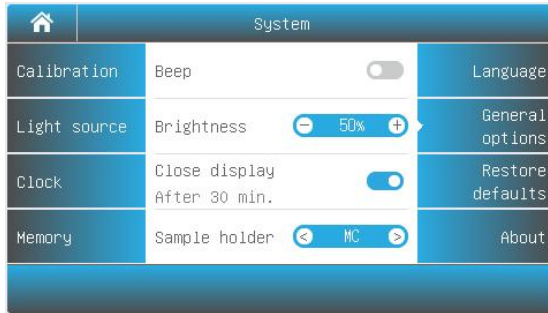 System
Calibration
Light source
Clock
Memory
Beep
Brightness
− 50% +
Close display
After 30 min.
Sample holder
< MC >
Language
General
options
Restore
defaults
About